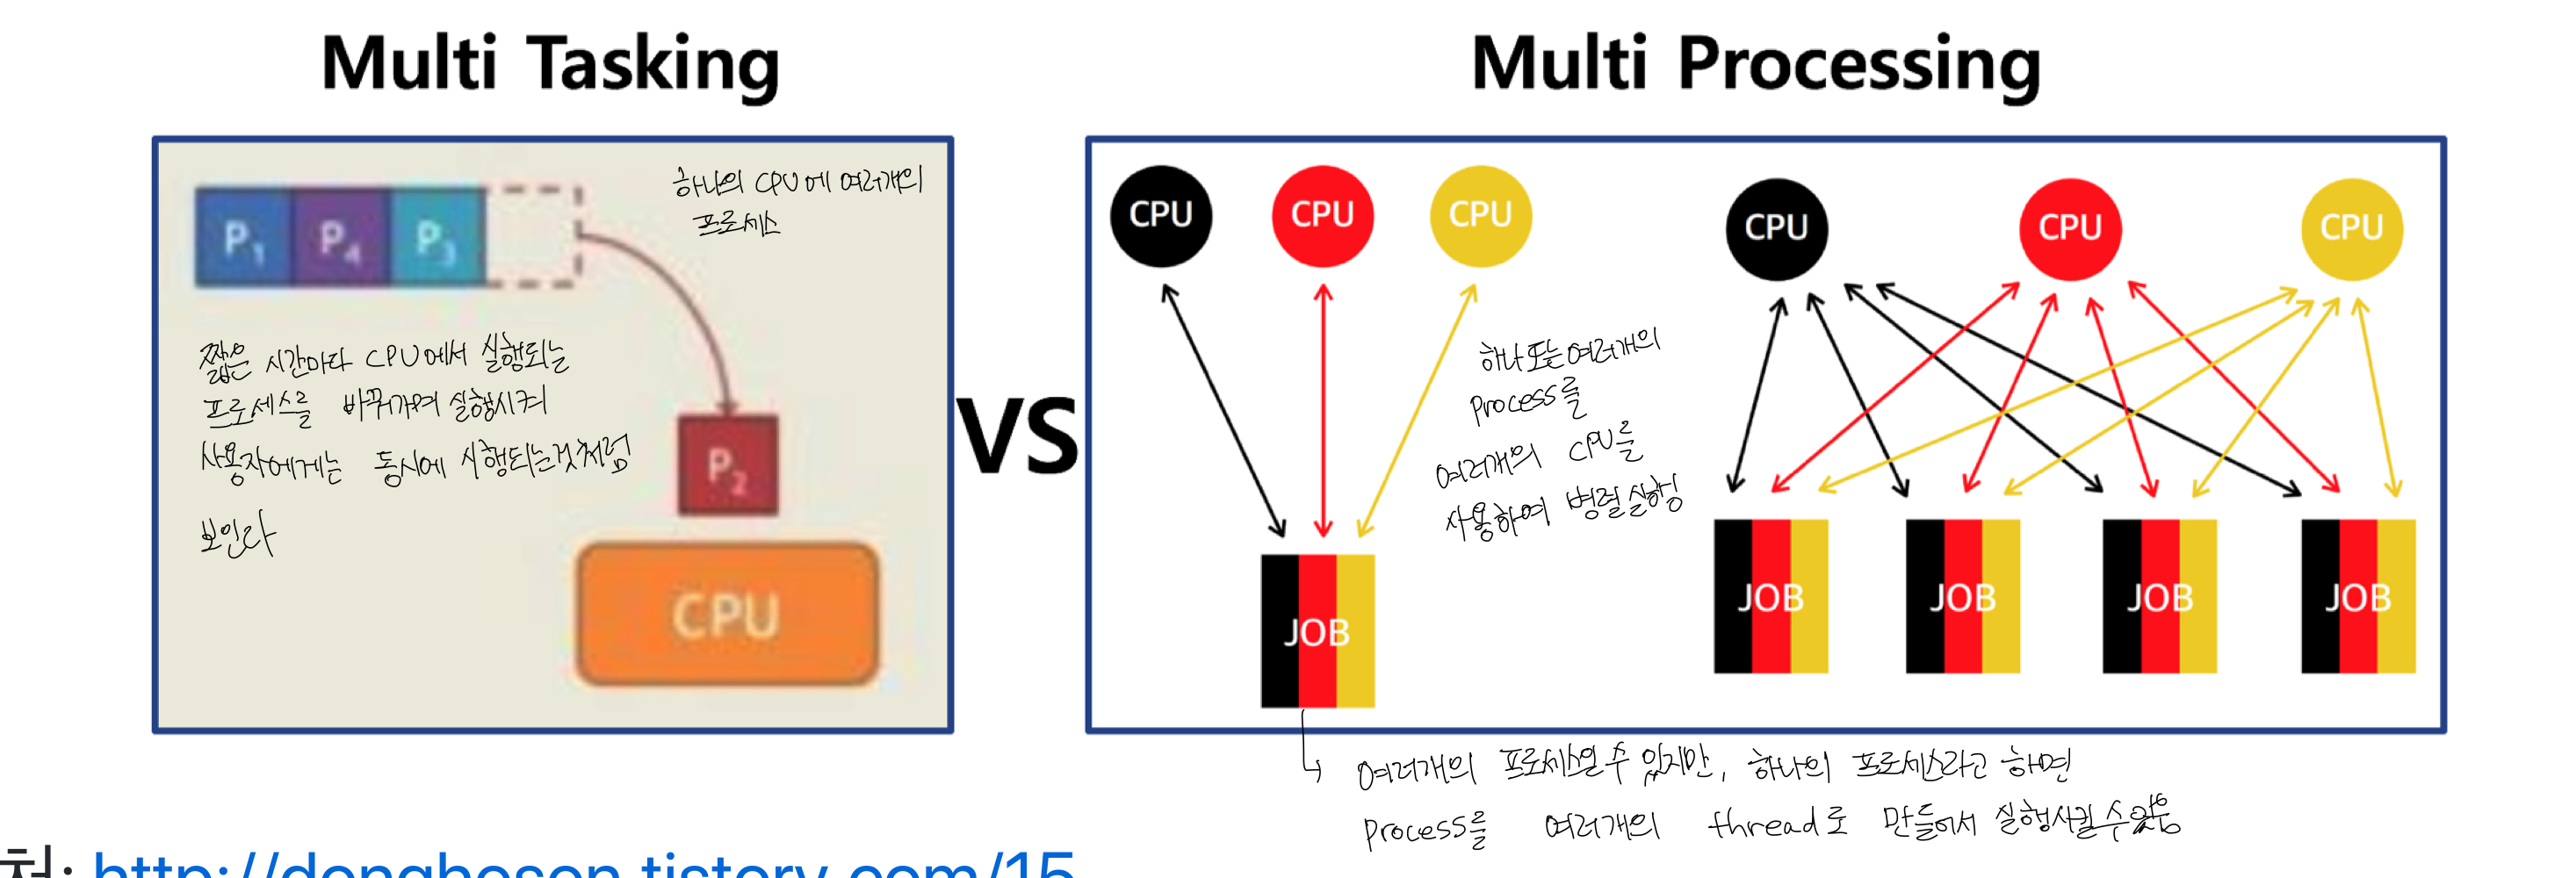 Multi Tasking
Multi Processing
하나의 CPU에 여러개의
프로세스
P1 P4 P3
짧은 시간마다 CPU에서 실행되는
프로세스를 바꿔가며 실행시켜
사용자에게는 동시에 시행되는것처럼
보인다
P2
CPU
VS
CPU CPU CPU
CPU CPU CPU
하나 또는 여러개의
process를
여러개의 CPU를
사용하여 병렬실행
JOB
JOB JOB JOB JOB
여러개의 프로세스일 수 있지만, 하나의 프로세스라고 하면
process를 여러개의 thread로 만들어서 실행시킬 수 있음
처: http://donghoson.tistory.com/15